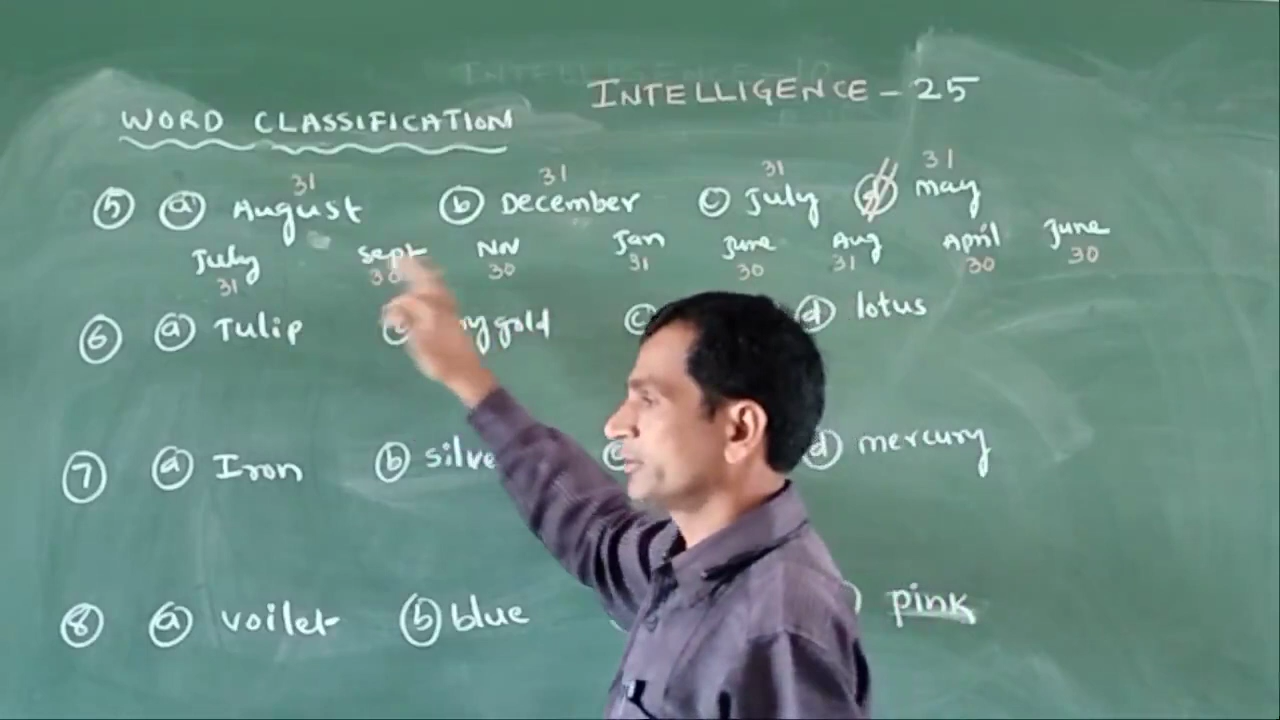 INTELLIGENCE - 25
WORD CLASSIFICATION
31 31 31 31
5 a August b December c July d may
July Sept Nov Jan June Aug April June
31 30 30 31 30 31 30 30
6 a Tulip c d lotus
7 a Iron b d mercury
8 a voilet b blue pink